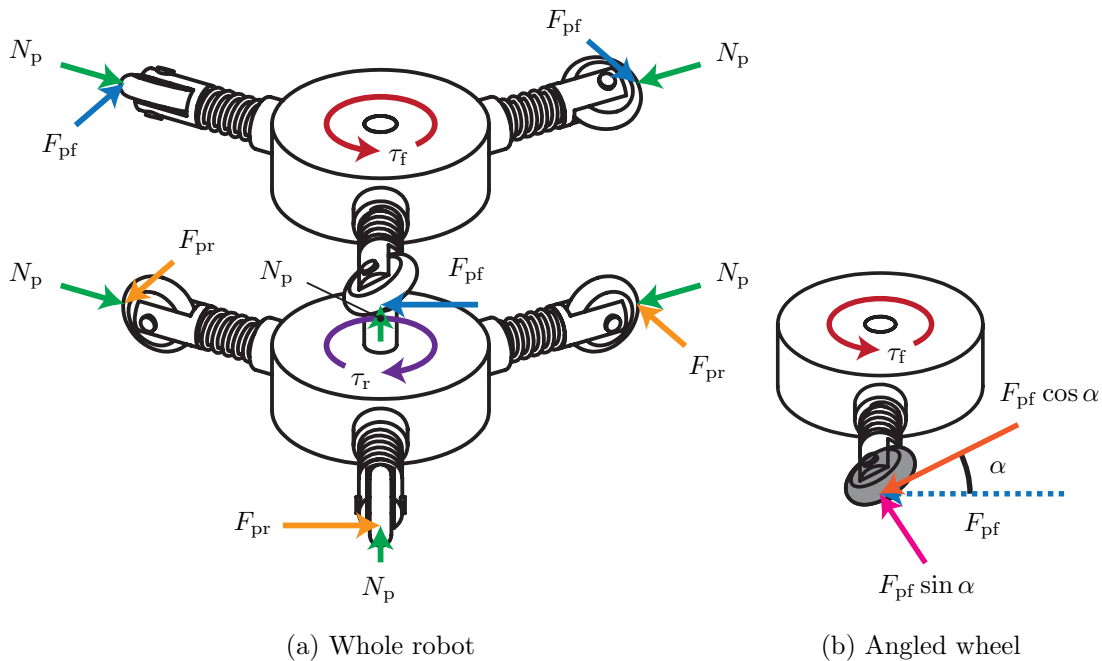 F_pf
N_p
N_p
τ_f
F_pf
F_pr
N_p
F_pf
N_p
N_p
τ_f
F_pf cos α
τ_r
F_pr
α
F_pr
F_pf
N_p
F_pf sin α
(a) Whole robot
(b) Angled wheel